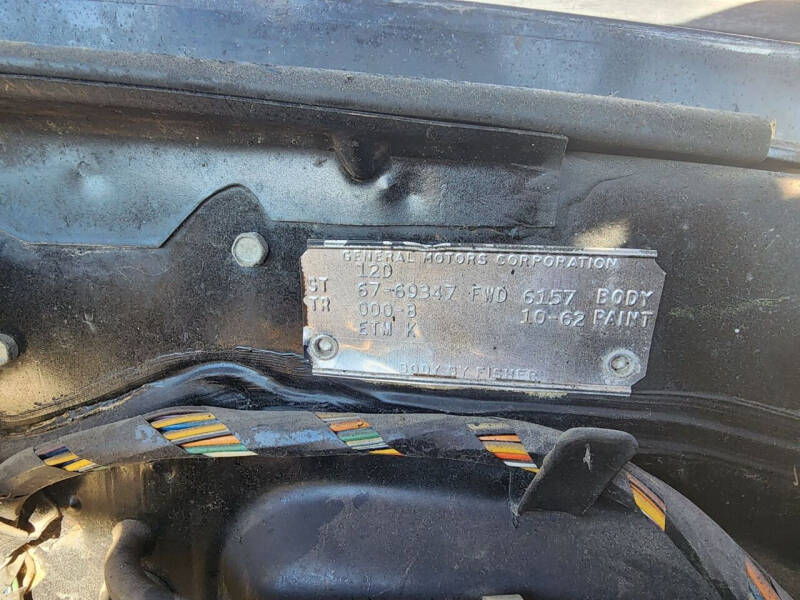 GENERAL MOTORS CORPORATION
12D
ST 67-69347 FWD 6157 BODY
TR 000-B 10-62 PAINT
ETM K
BODY BY FISHER